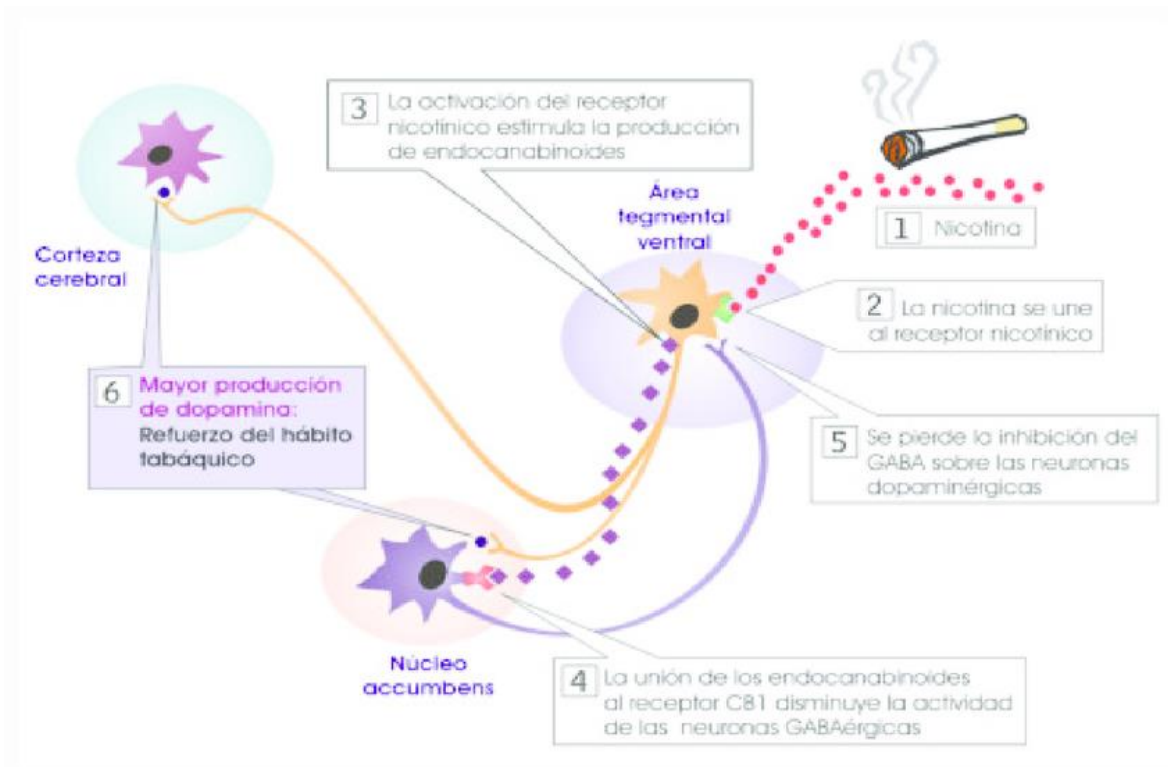 3 La activación del receptor
nicotínico estimula la producción
de endocanabinoides
Área
tegmental
ventral
1 Nicotina
Corteza
cerebral
2 La nicotina se une
al receptor nicotínico
6 Mayor producción
de dopamina:
Refuerzo del hábito
tabáquico
5 Se pierde la inhibición del
GABA sobre las neuronas
dopaminérgicas
Núcleo
accumbens
4 La unión de los endocanabinoides
al receptor CB1 disminuye la actividad
de las neuronas GABAérgicas